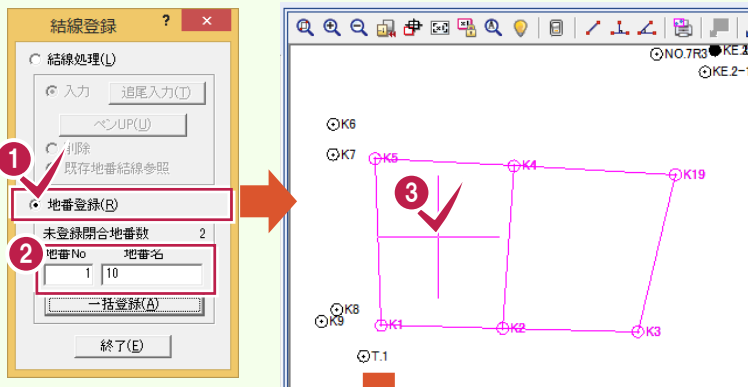 結線登録 ? ×
結線処理(L)
入力 追尾入力(T)
ペンUP(U)
削除
既存地番結線参照
1
地番登録(R)
未登録閉合地番数 2
2
地番No 地番名
1 10
一括登録(A)
終了(E)
NO.7R3 KE.2
KE.2-1
K6
K7 K5 K4 K19
3
K8
K9 K1 K2 K3
T.1